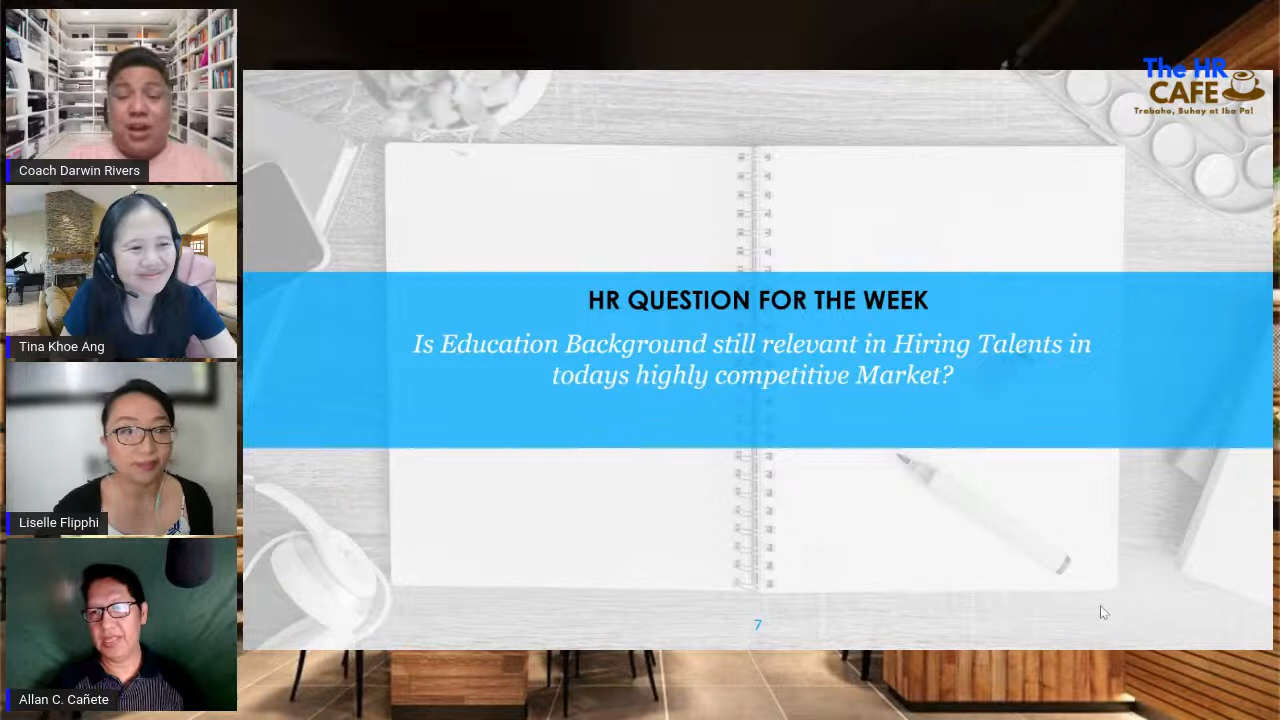 Coach Darwin Rivers
Tina Khoe Ang
Liselle Flipphi
Allan C. Cañete
The HR
CAFE
Trabaho, Buhay at Iba Pa!
HR QUESTION FOR THE WEEK
Is Education Background still relevant in Hiring Talents in
todays highly competitive Market?
7